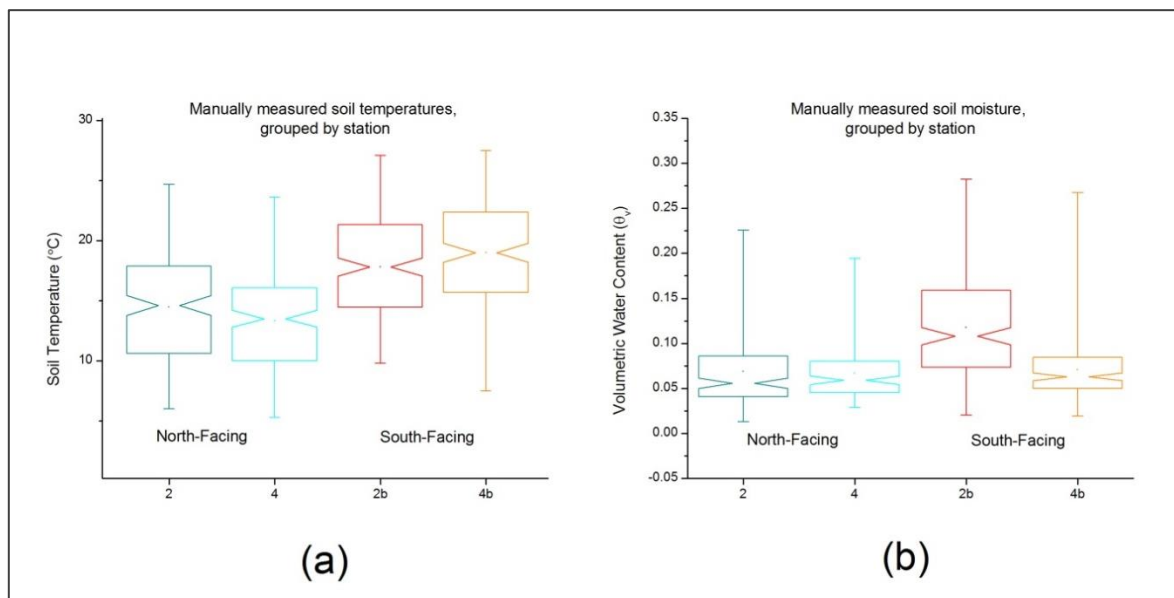 Manually measured soil temperatures,
grouped by station
30
20
10
Soil Temperature (°C)
North-Facing
South-Facing
2
4
2b
4b
(a)
Manually measured soil moisture,
grouped by station
0.35
0.30
0.25
0.20
0.15
0.10
0.05
0.00
-0.05
Volumetric Water Content (θv)
North-Facing
South-Facing
2
4
2b
4b
(b)